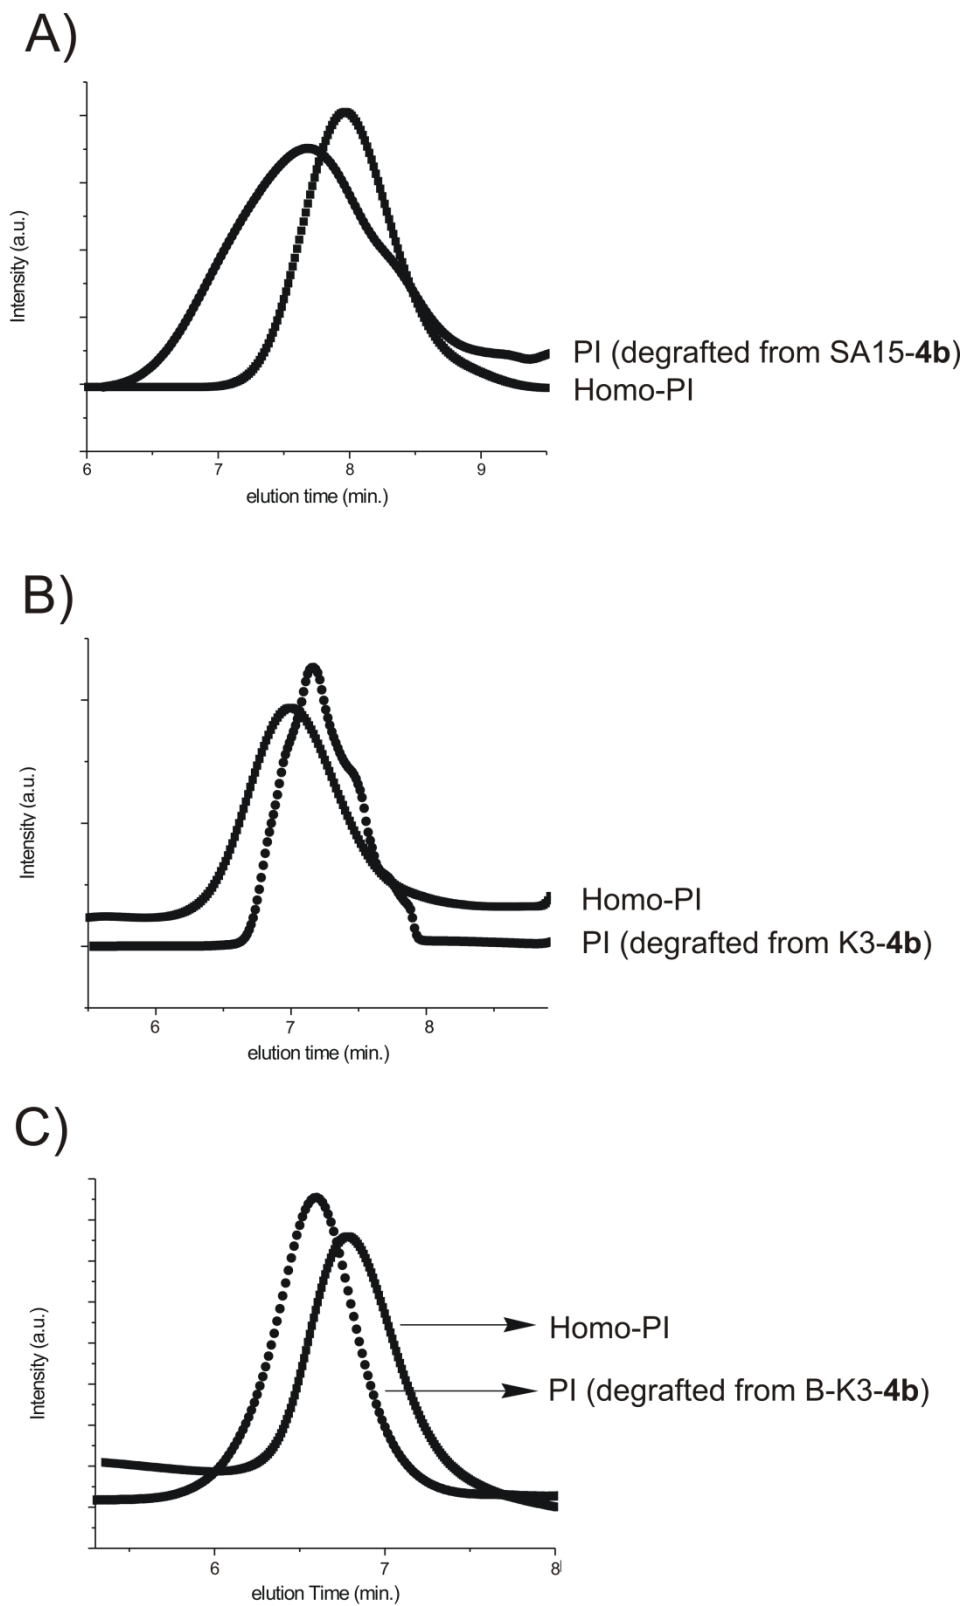 A)
Intensity (a.u.)
PI (degrafted from SA15-4b)
Homo-PI
6 7 8 9
elution time (min.)
B)
Intensity (a.u.)
Homo-PI
PI (degrafted from K3-4b)
6 7 8
elution time (min.)
C)
Intensity (a.u.)
Homo-PI
PI (degrafted from B-K3-4b)
6 7 8
elution Time (min.)